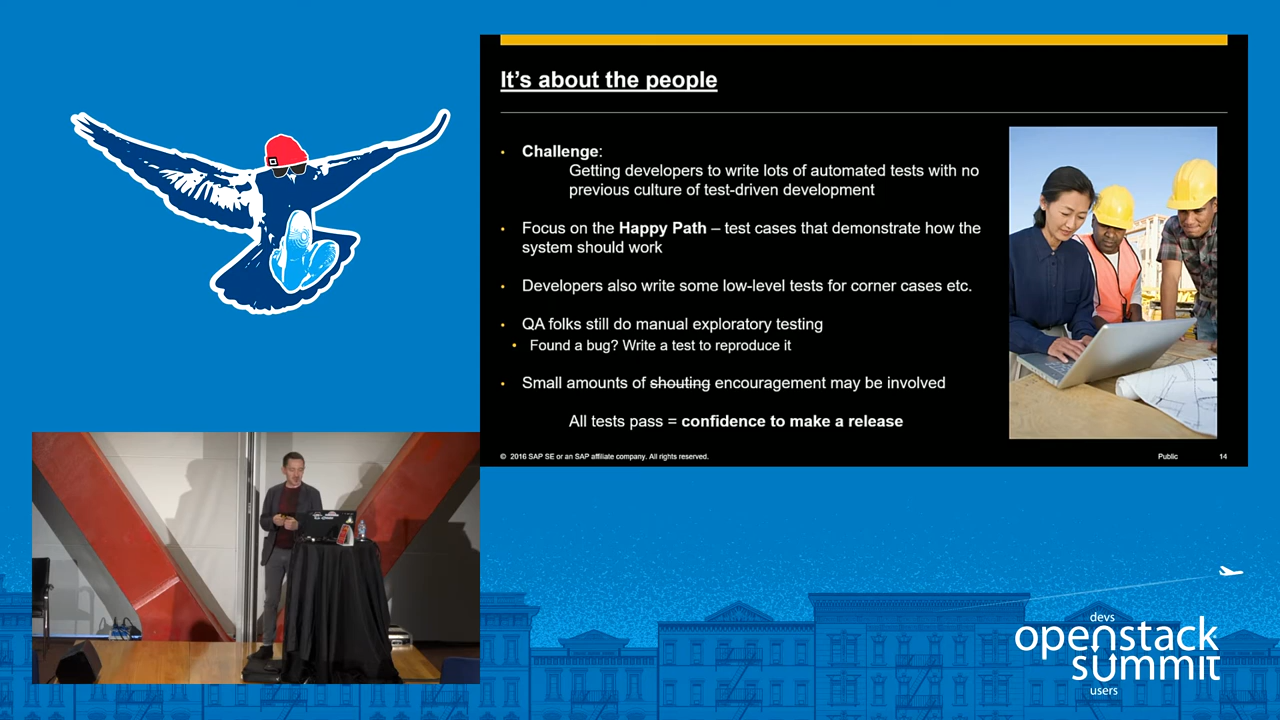 It's about the people
• Challenge:
Getting developers to write lots of automated tests with no
previous culture of test-driven development
• Focus on the Happy Path – test cases that demonstrate how the
system should work
• Developers also write some low-level tests for corner cases etc.
• QA folks still do manual exploratory testing
• Found a bug? Write a test to reproduce it
• Small amounts of shouting encouragement may be involved
All tests pass = confidence to make a release
© 2016 SAP SE or an SAP affiliate company. All rights reserved.
Public
14
devs
openstack
summit
users